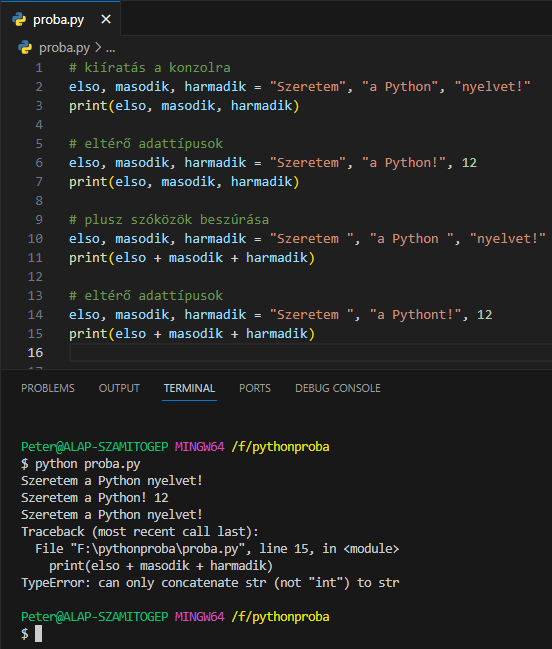 proba.py ×
proba.py > ...
1 # kiíratás a konzolra
2 elso, masodik, harmadik = "Szeretem", "a Python", "nyelvet!"
3 print(elso, masodik, harmadik)
4
5 # eltérő adattípusok
6 elso, masodik, harmadik = "Szeretem", "a Python!", 12
7 print(elso, masodik, harmadik)
8
9 # plusz szóközök beszúrása
10 elso, masodik, harmadik = "Szeretem ", "a Python ", "nyelvet!"
11 print(elso + masodik + harmadik)
12
13 # eltérő adattípusok
14 elso, masodik, harmadik = "Szeretem ", "a Pythont!", 12
15 print(elso + masodik + harmadik)
16
PROBLEMS OUTPUT TERMINAL PORTS DEBUG CONSOLE
Peter@ALAP-SZAMITOGEP MINGW64 /f/pythonproba
$ python proba.py
Szeretem a Python nyelvet!
Szeretem a Python! 12
Szeretem a Python nyelvet!
Traceback (most recent call last):
  File "F:\pythonproba\proba.py", line 15, in <module>
    print(elso + masodik + harmadik)
TypeError: can only concatenate str (not "int") to str
Peter@ALAP-SZAMITOGEP MINGW64 /f/pythonproba
$